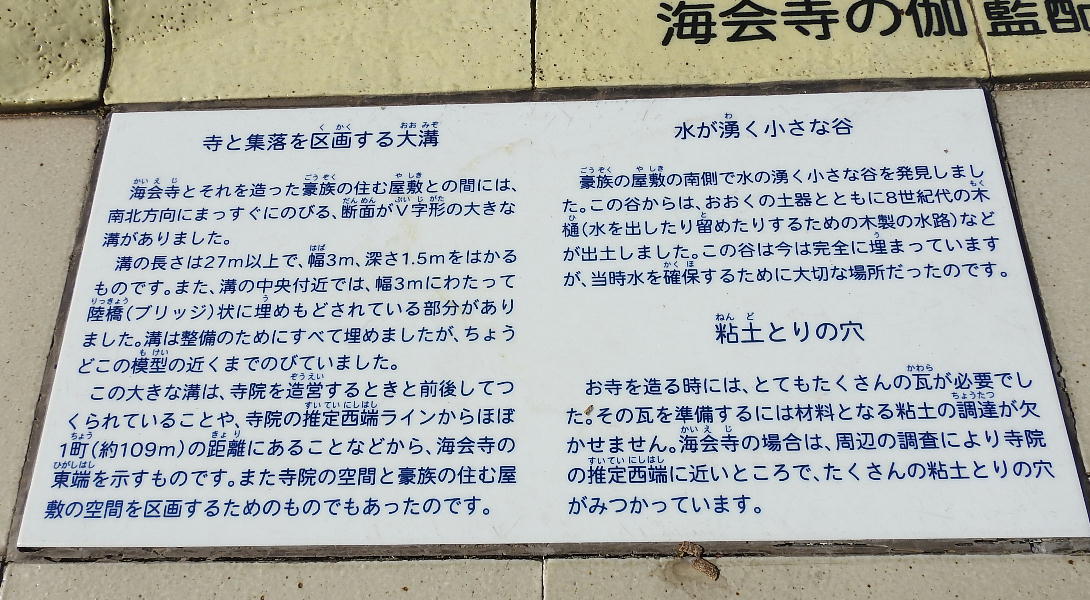 海会寺の伽藍配
寺と集落を区画する大溝
海会寺とそれを造った豪族の住む屋敷との間には、
南北方向にまっすぐにのびる、断面がV字形の大きな
溝がありました。
溝の長さは27m以上で、幅3m、深さ1.5mをはかる
ものです。また、溝の中央付近では、幅3mにわたって
陸橋(ブリッジ)状に埋めもどされている部分があり
ました。溝は整備のためにすべて埋めましたが、ちょう
どこの模型の近くまでのびていました。
この大きな溝は、寺院を造営するときと前後してつ
くられていることや、寺院の推定西端ラインからほぼ
1町(約109m)の距離にあることなどから、海会寺の
東端を示すものです。また寺院の空間と豪族の住む屋
敷の空間を区画するためのものでもあったのです。
水が湧く小さな谷
豪族の屋敷の南側で水の湧く小さな谷を発見しまし
た。この谷からは、おおくの土器とともに8世紀代の木
樋(水を出したり留めたりするための木製の水路)など
が出土しました。この谷は今は完全に埋まっています
が、当時水を確保するために大切な場所だったのです。
粘土とりの穴
お寺を造る時には、とてもたくさんの瓦が必要でし
た。その瓦を準備するには材料となる粘土の調達が欠
かせません。海会寺の場合は、周辺の調査により寺院
の推定西端に近いところで、たくさんの粘土とりの穴
がみつかっています。